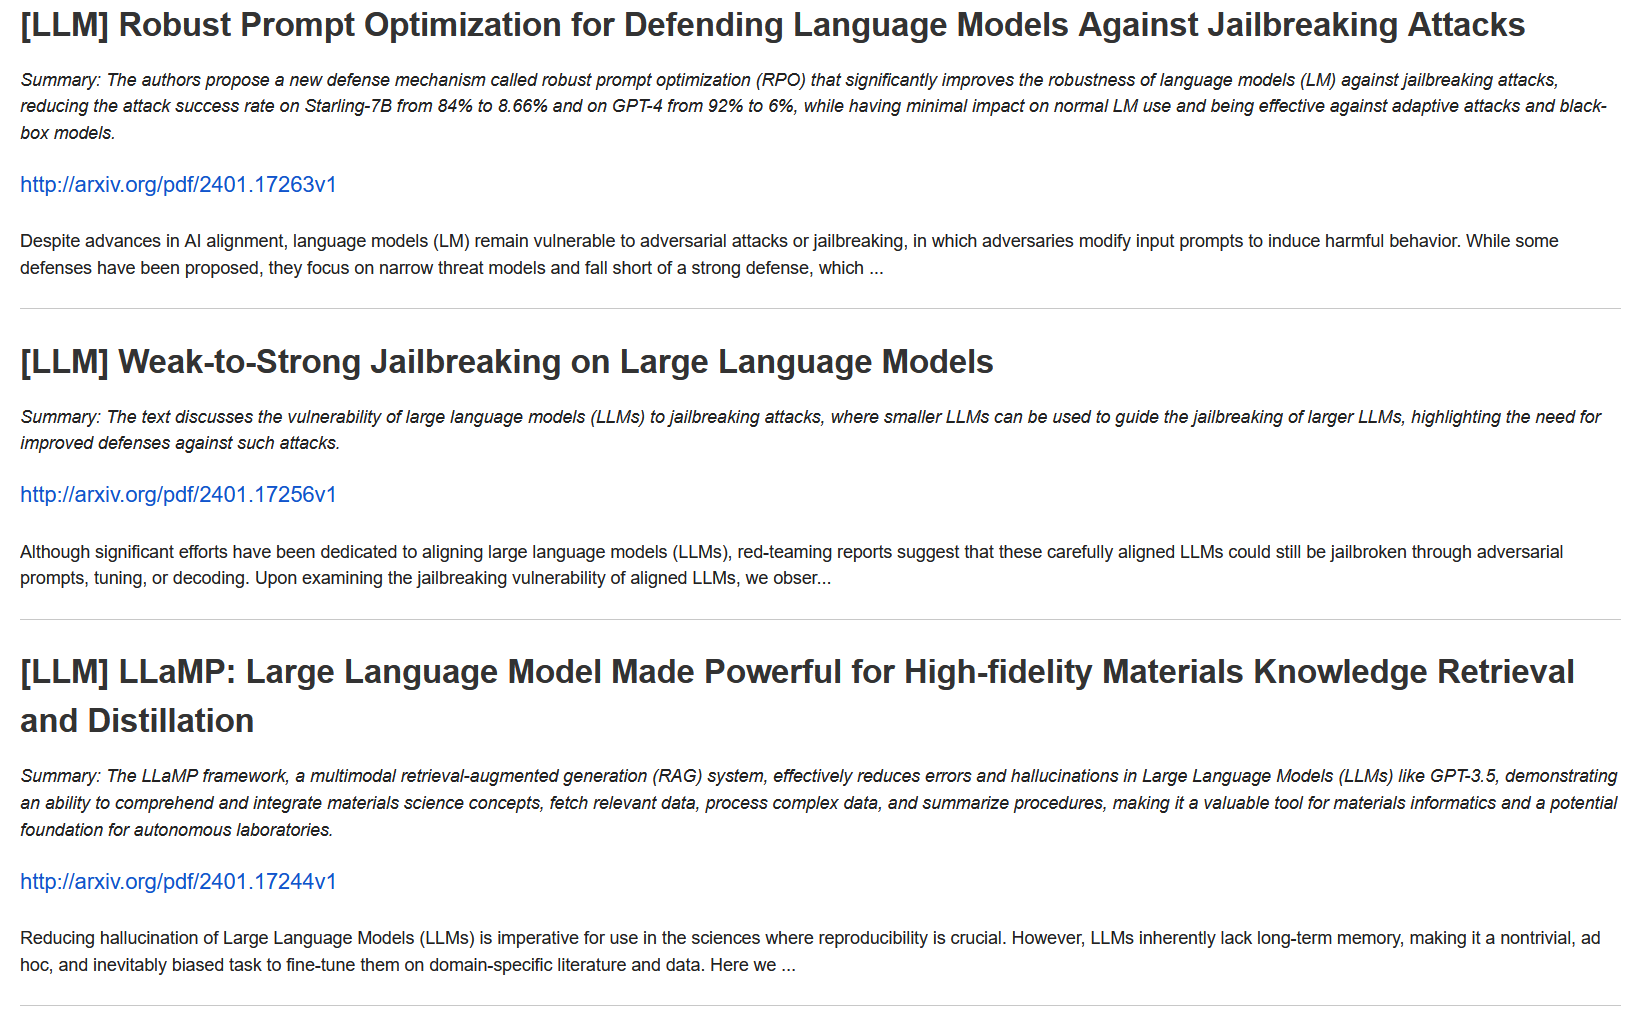 [LLM] Robust Prompt Optimization for Defending Language Models Against Jailbreaking Attacks
Summary: The authors propose a new defense mechanism called robust prompt optimization (RPO) that significantly improves the robustness of language models (LM) against jailbreaking attacks,
reducing the attack success rate on Starling-7B from 84% to 8.66% and on GPT-4 from 92% to 6%, while having minimal impact on normal LM use and being effective against adaptive attacks and black-
box models.
http://arxiv.org/pdf/2401.17263v1
Despite advances in AI alignment, language models (LM) remain vulnerable to adversarial attacks or jailbreaking, in which adversaries modify input prompts to induce harmful behavior. While some
defenses have been proposed, they focus on narrow threat models and fall short of a strong defense, which ...
[LLM] Weak-to-Strong Jailbreaking on Large Language Models
Summary: The text discusses the vulnerability of large language models (LLMs) to jailbreaking attacks, where smaller LLMs can be used to guide the jailbreaking of larger LLMs, highlighting the need for
improved defenses against such attacks.
http://arxiv.org/pdf/2401.17256v1
Although significant efforts have been dedicated to aligning large language models (LLMs), red-teaming reports suggest that these carefully aligned LLMs could still be jailbroken through adversarial
prompts, tuning, or decoding. Upon examining the jailbreaking vulnerability of aligned LLMs, we obser...
[LLM] LLaMP: Large Language Model Made Powerful for High-fidelity Materials Knowledge Retrieval
and Distillation
Summary: The LLaMP framework, a multimodal retrieval-augmented generation (RAG) system, effectively reduces errors and hallucinations in Large Language Models (LLMs) like GPT-3.5, demonstrating
an ability to comprehend and integrate materials science concepts, fetch relevant data, process complex data, and summarize procedures, making it a valuable tool for materials informatics and a potential
foundation for autonomous laboratories.
http://arxiv.org/pdf/2401.17244v1
Reducing hallucination of Large Language Models (LLMs) is imperative for use in the sciences where reproducibility is crucial. However, LLMs inherently lack long-term memory, making it a nontrivial, ad
hoc, and inevitably biased task to fine-tune them on domain-specific literature and data. Here we ...